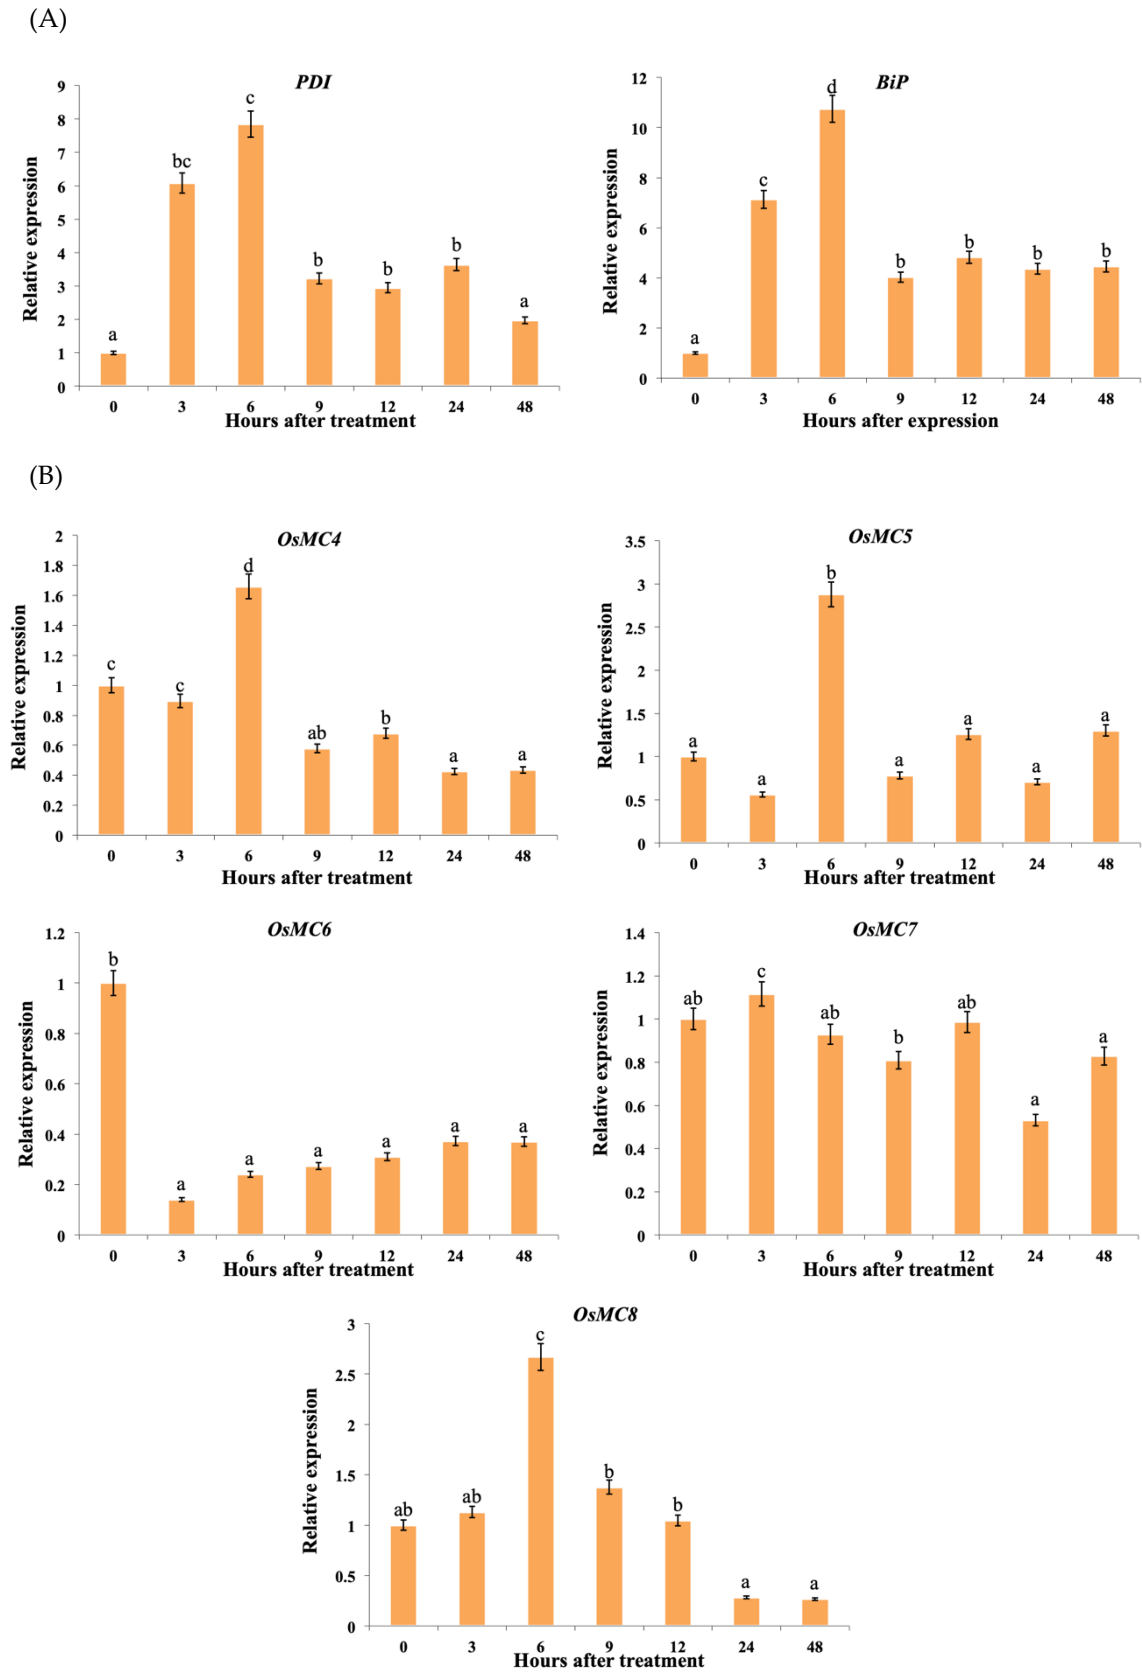 (A)
PDI
Relative expression
9
8
7
6
5
4
3
2
1
0
a
bc
c
b
b
b
a
0 3 6 9 12 24 48
Hours after treatment
BiP
Relative expression
12
10
8
6
4
2
0
a
c
d
b
b
b
b
0 3 6 9 12 24 48
Hours after expression
(B)
OsMC4
Relative expression
2
1.8
1.6
1.4
1.2
1
0.8
0.6
0.4
0.2
0
c
c
d
ab
b
a
a
0 3 6 9 12 24 48
Hours after treatment
OsMC5
Relative expression
3.5
3
2.5
2
1.5
1
0.5
0
a
a
b
a
a
a
a
0 3 6 9 12 24 48
Hours after treatment
OsMC6
Relative expression
1.2
1
0.8
0.6
0.4
0.2
0
b
a
a
a
a
a
a
0 3 6 9 12 24 48
Hours after treatment
OsMC7
Relative expression
1.4
1.2
1
0.8
0.6
0.4
0.2
0
ab
c
ab
b
ab
a
a
0 3 6 9 12 24 48
Hours after treatment
OsMC8
Relative expression
3
2.5
2
1.5
1
0.5
0
ab
ab
c
b
b
a
a
0 3 6 9 12 24 48
Hours after treatment